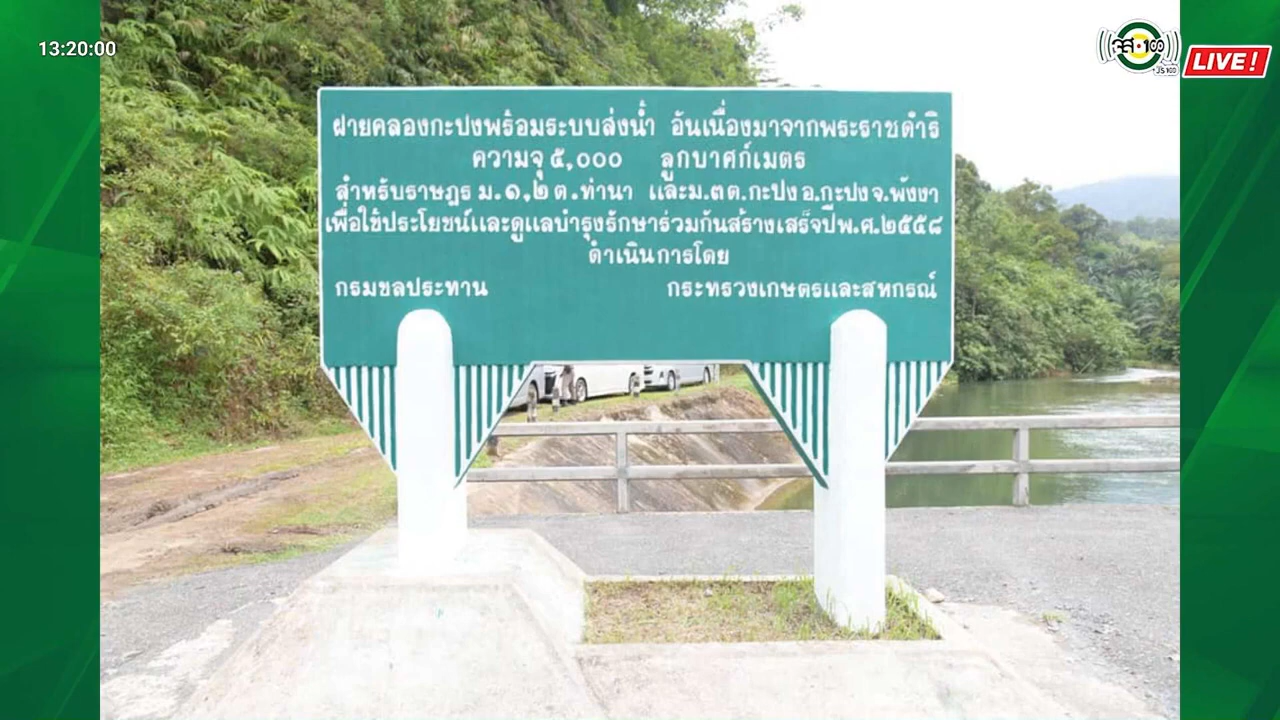 13:20:00
จส.100
JS100
LIVE!
ฝายคลองกะปงพร้อมระบบส่งน้ำ อันเนื่องมาจากพระราชดำริ
ความจุ ๕,๐๐๐ ลูกบาศก์เมตร
สำหรับราษฎร ม.๑,๒ ต.ท่านา และม.๓ต.กะปง อ.กะปง จ.พังงา
เพื่อใช้ประโยชน์และดูแลบำรุงรักษาร่วมกันสร้างเสร็จปีพ.ศ.๒๕๕๘
ดำเนินการโดย
กรมชลประทาน กระทรวงเกษตรและสหกรณ์